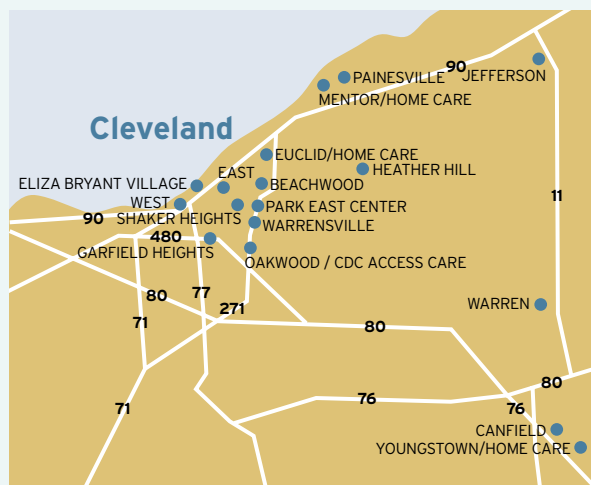 90
JEFFERSON
PAINESVILLE
MENTOR/HOME CARE
Cleveland
EUCLID/HOME CARE
HEATHER HILL
EAST
ELIZA BRYANT VILLAGE
BEACHWOOD
11
WEST
PARK EAST CENTER
90
SHAKER HEIGHTS
WARRENSVILLE
480
GARFIELD HEIGHTS
OAKWOOD / CDC ACCESS CARE
80
77
271
WARREN
71
80
80
76
71
76
CANFIELD
YOUNGSTOWN/HOME CARE